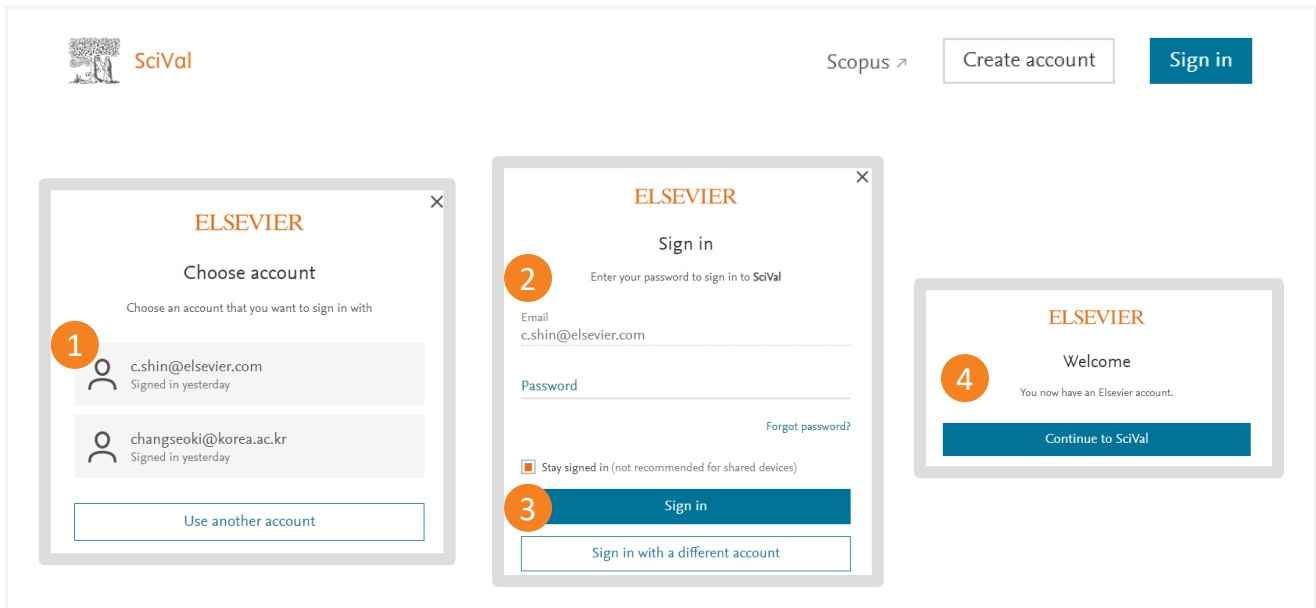 SciVal
Scopus ↗
Create account
Sign in
ELSEVIER
Choose account
Choose an account that you want to sign in with
1
c.shin@elsevier.com
Signed in yesterday
changseoki@korea.ac.kr
Signed in yesterday
Use another account
ELSEVIER
Sign in
2
Enter your password to sign in to SciVal
Email
c.shin@elsevier.com
Password
Forgot password?
Stay signed in (not recommended for shared devices)
3
Sign in
Sign in with a different account
ELSEVIER
Welcome
4
You now have an Elsevier account.
Continue to SciVal